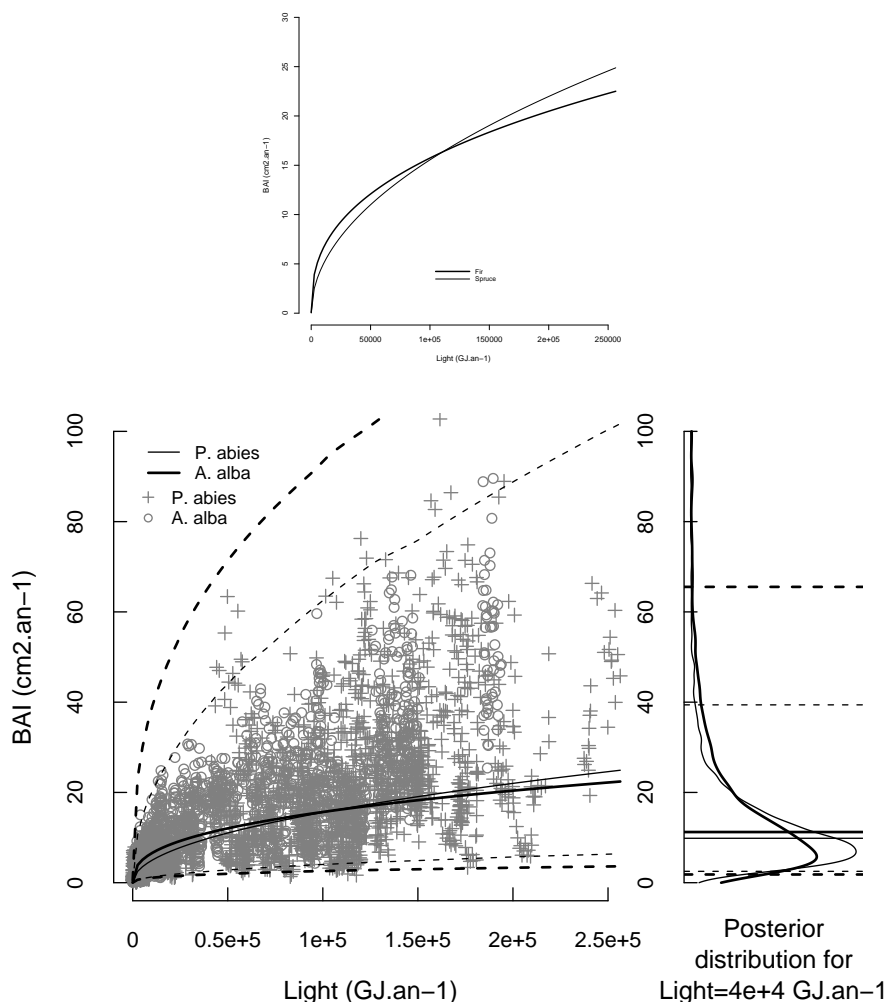 30
25
20
15
10
5
0
BAI (cm2.an−1)
Fir
Spruce
0 50000 1e+05 150000 2e+05 250000
Light (GJ.an−1)
100
80
60
40
20
0
BAI (cm2.an−1)
P. abies
A. alba
P. abies
A. alba
0 0.5e+5 1e+5 1.5e+5 2e+5 2.5e+5
Light (GJ.an−1)
100
80
60
40
20
0
Posterior
distribution for
Light=4e+4 GJ.an−1